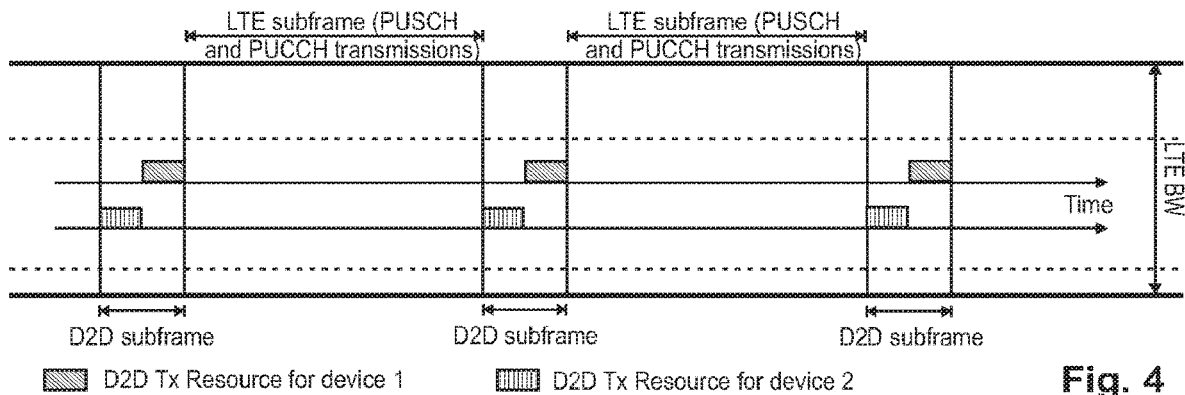 LTE subframe (PUSCH
and PUCCH transmissions)
LTE subframe (PUSCH
and PUCCH transmissions)
Time
LTE BW
D2D subframe
D2D subframe
D2D subframe
D2D Tx Resource for device 1
D2D Tx Resource for device 2
Fig. 4